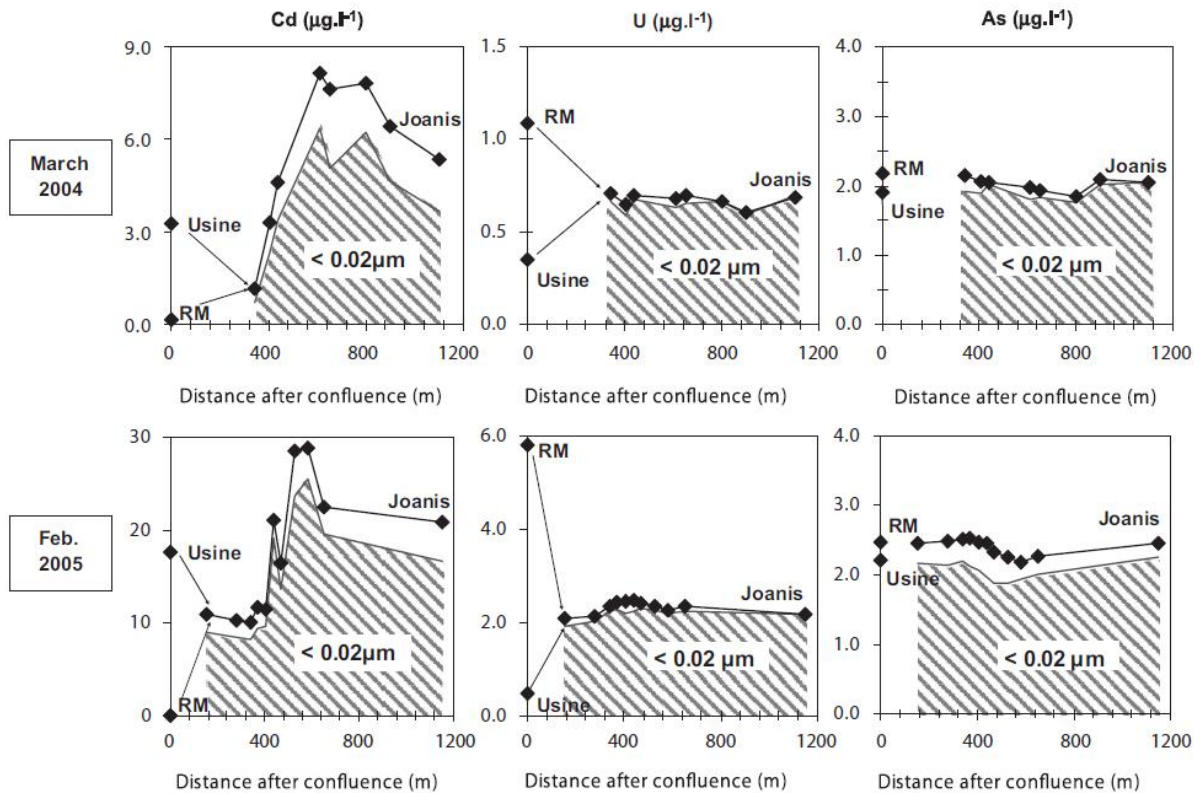 Cd (µg.l-1)
U (µg.l-1)
As (µg.l-1)
March
2004
9.0
6.0
3.0
0.0
Usine
RM
Joanis
< 0.02µm
0
400
800
1200
Distance after confluence (m)
1.5
1.0
0.5
0.0
RM
Usine
Joanis
< 0.02 µm
0
400
800
1200
Distance after confluence (m)
4.0
3.0
2.0
1.0
0.0
RM
Usine
Joanis
< 0.02 µm
0
400
800
1200
Distance after confluence (m)
Feb.
2005
30
20
10
0
Usine
RM
Joanis
< 0.02µm
0
400
800
1200
Distance after confluence (m)
6.0
4.0
2.0
0.0
RM
Usine
Joanis
< 0.02 µm
0
400
800
1200
Distance after confluence (m)
4.0
3.0
2.0
1.0
0.0
RM
Usine
Joanis
< 0.02 µm
0
400
800
1200
Distance after confluence (m)